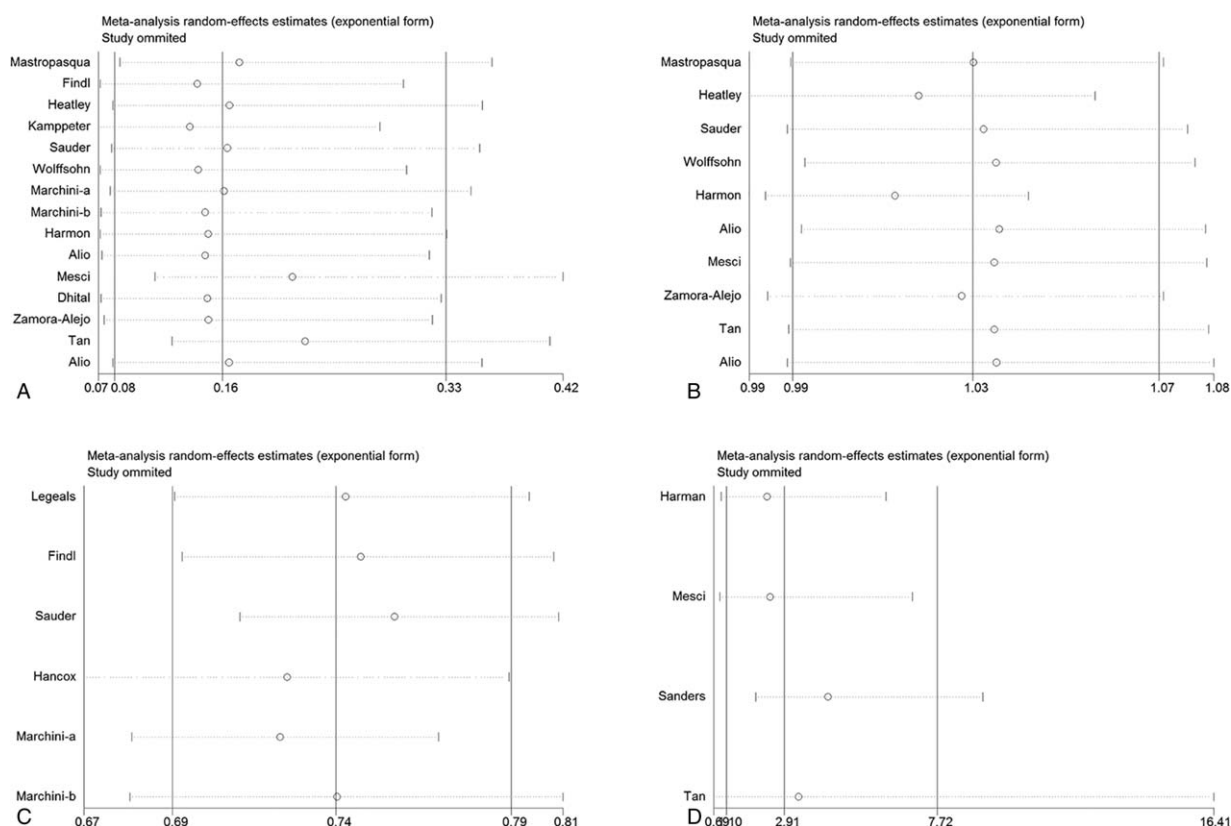 Meta-analysis random-effects estimates (exponential form)
Study ommited
Mastropasqua
Findl
Heatley
Kamppeter
Sauder
Wolffsohn
Marchini-a
Marchini-b
Harmon
Alio
Mesci
Dhital
Zamora-Alejo
Tan
Alio
0.07 0.08 0.16 0.33 0.42
A
Meta-analysis random-effects estimates (exponential form)
Study ommited
Mastropasqua
Heatley
Sauder
Wolffsohn
Harmon
Alio
Mesci
Zamora-Alejo
Tan
Alio
0.99 0.99 1.03 1.07 1.08
B
Meta-analysis random-effects estimates (exponential form)
Study ommited
Legeals
Findl
Sauder
Hancox
Marchini-a
Marchini-b
0.67 0.69 0.74 0.79 0.81
C
Meta-analysis random-effects estimates (exponential form)
Study ommited
Harman
Mesci
Sanders
Tan
2.91 7.72 16.41
D